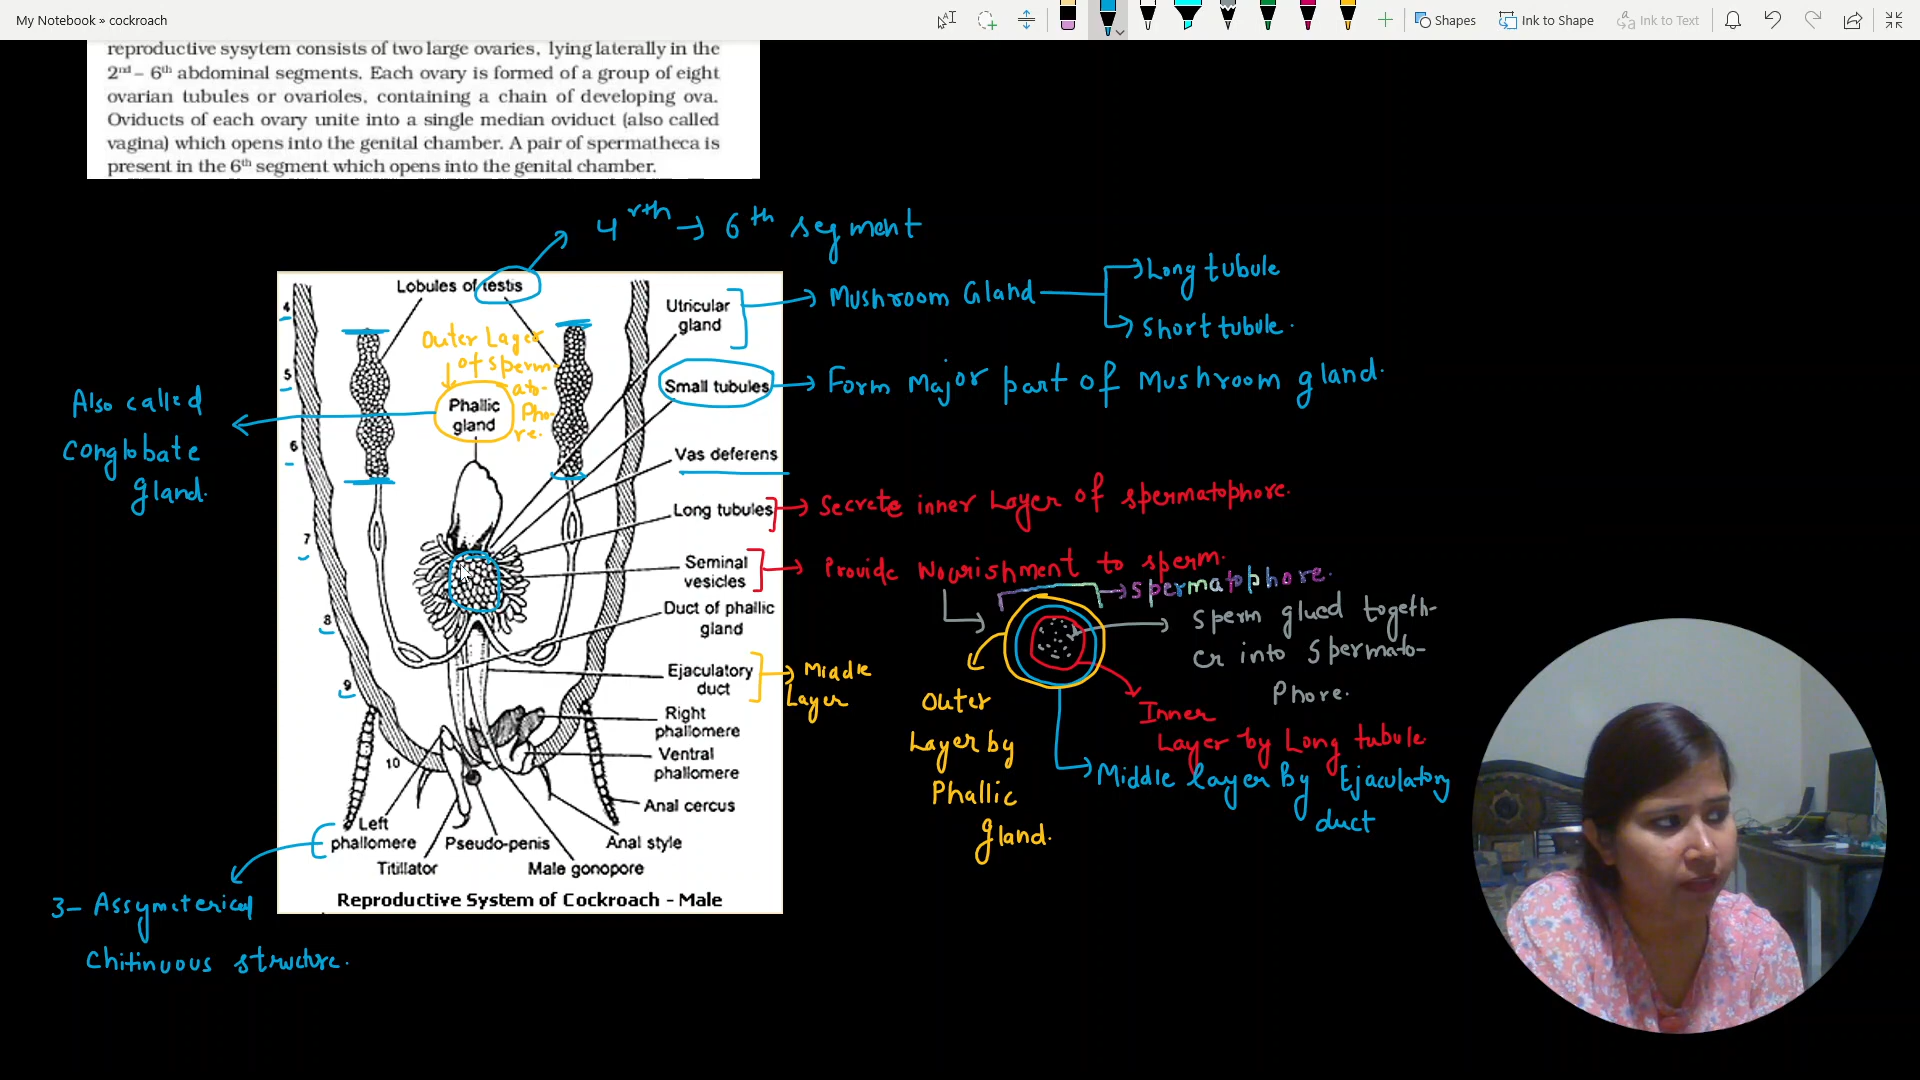 My Notebook » cockroach
Shapes
Ink to Shape
Ink to Text
reproductive sysytem consists of two large ovaries, lying laterally in the
2nd – 6th abdominal segments. Each ovary is formed of a group of eight
ovarian tubules or ovarioles, containing a chain of developing ova.
Oviducts of each ovary unite into a single median oviduct (also called
vagina) which opens into the genital chamber. A pair of spermatheca is
present in the 6th segment which opens into the genital chamber.
4rth → 6th segment
Lobules of testis
Utricular
gland
Mushroom Gland
Long tubule
Short tubule.
Outer Layer
of sperm-
ato-
Pho-
re.
Small tubules
Form Major part of Mushroom gland.
Phallic
gland
Also called
Conglobate
gland.
Vas deferens
Long tubules
Secrete inner Layer of spermatophore.
Seminal
vesicles
Provide Nourishment to sperm.
Spermatophore.
Sperm glued togeth-
er into Spermato-
Phore.
Duct of phallic
gland
Ejaculatory
duct
Middle
Layer
Outer
Layer by
Phallic
gland.
Inner
Layer by Long tubule
Middle layer By Ejaculatory
duct
Right
phallomere
Ventral
phallomere
Anal cercus
4
5
6
7
8
9
10
Left
phallomere
Pseudo-penis
Anal style
Titillator
Male gonopore
Reproductive System of Cockroach - Male
3- Assymeterical
Chitinuous structure.